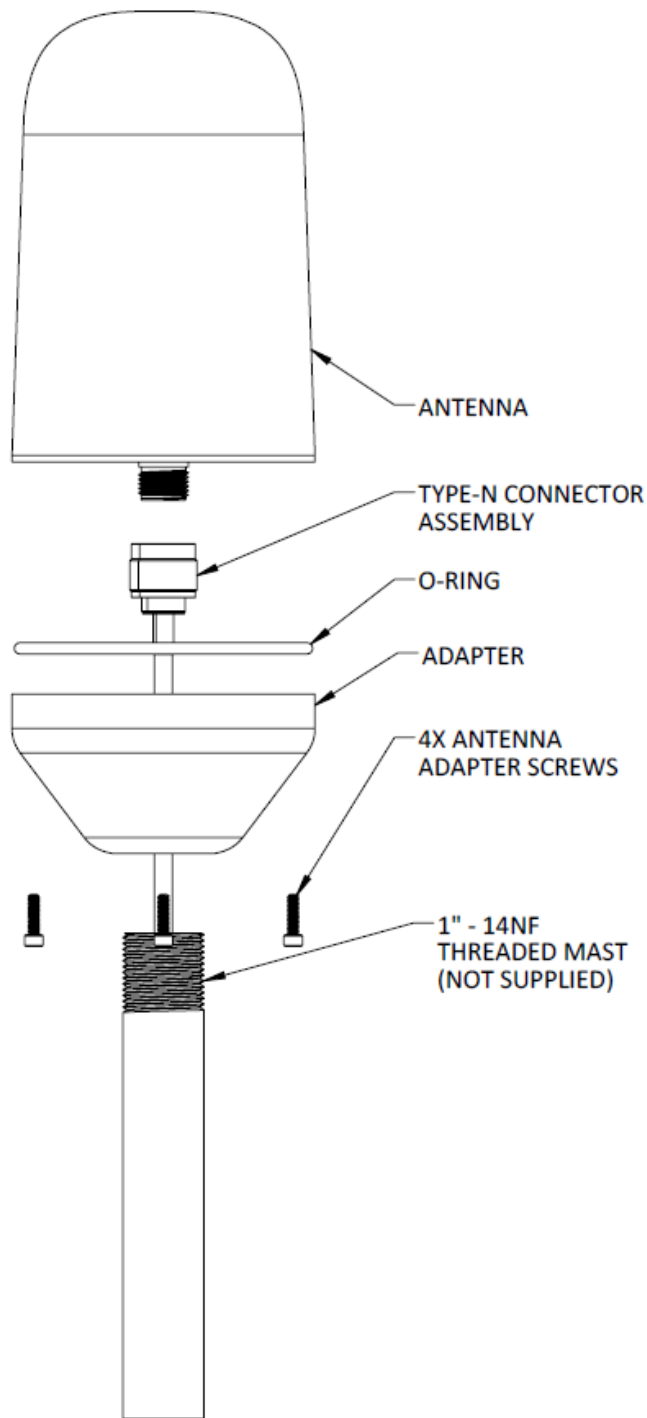 ANTENNA
TYPE-N CONNECTOR
ASSEMBLY
O-RING
ADAPTER
4X ANTENNA
ADAPTER SCREWS
1" - 14NF
THREADED MAST
(NOT SUPPLIED)